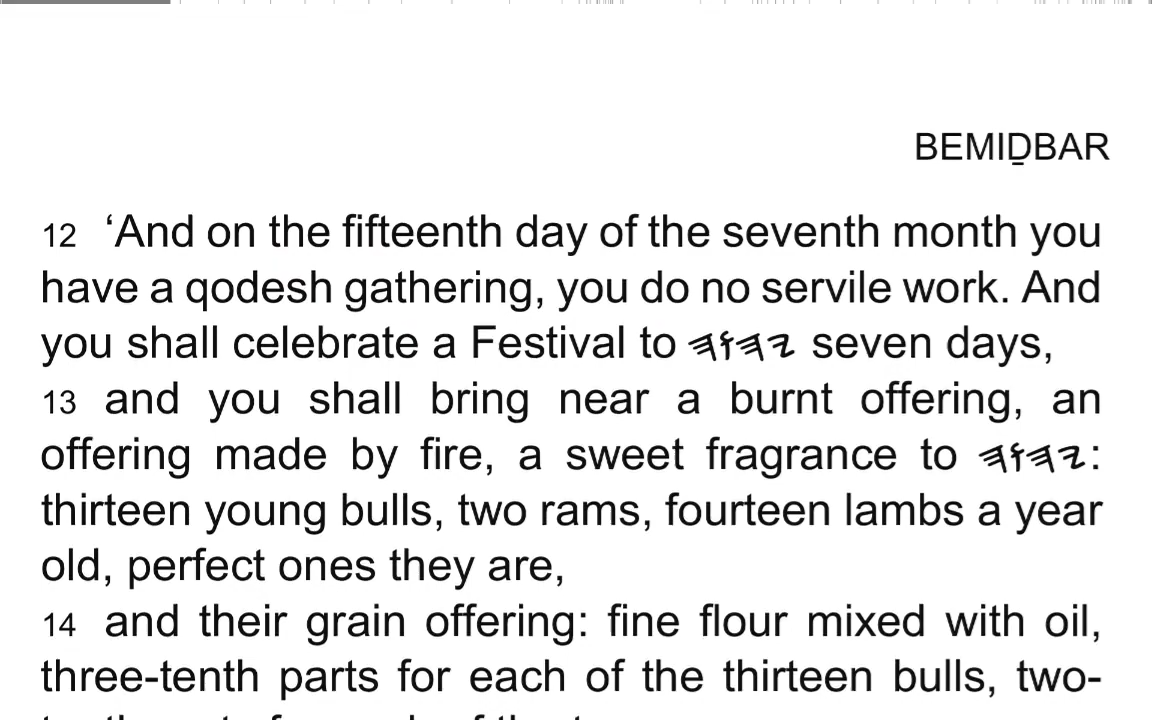 BEMIḎBAR
12 ‘And on the fifteenth day of the seventh month you
have a qodesh gathering, you do no servile work. And
you shall celebrate a Festival to 𐤉𐤄𐤅𐤄 seven days,
13 and you shall bring near a burnt offering, an
offering made by fire, a sweet fragrance to 𐤉𐤄𐤅𐤄:
thirteen young bulls, two rams, fourteen lambs a year
old, perfect ones they are,
14 and their grain offering: fine flour mixed with oil,
three-tenth parts for each of the thirteen bulls, two-